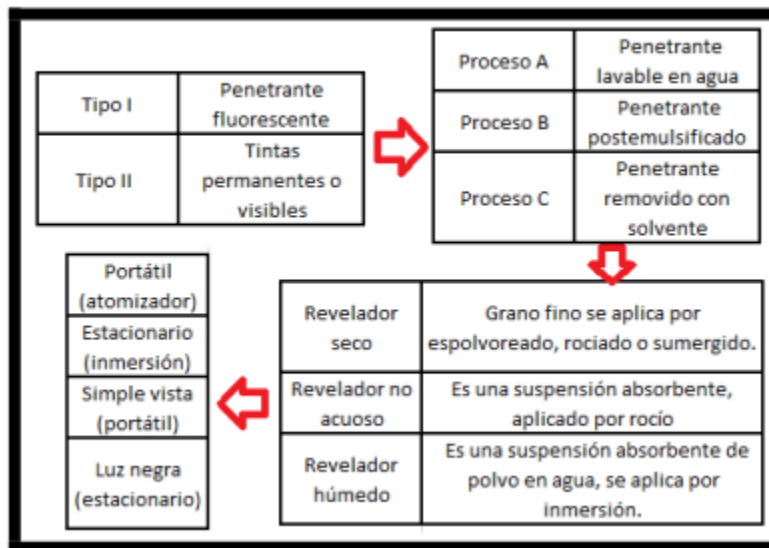 Tipo I
Penetrante
fluorescente
Tipo II
Tintas
permanentes o
visibles
Proceso A
Penetrante
lavable en agua
Proceso B
Penetrante
postemulsificado
Proceso C
Penetrante
removido con
solvente
Revelador
seco
Grano fino se aplica por
espolvoreado, rociado o sumergido.
Revelador no
acuoso
Es una suspensión absorbente,
aplicado por rocío
Revelador
húmedo
Es una suspensión absorbente de
polvo en agua, se aplica por
inmersión.
Portátil
(atomizador)
Estacionario
(inmersión)
Simple vista
(portátil)
Luz negra
(estacionario)